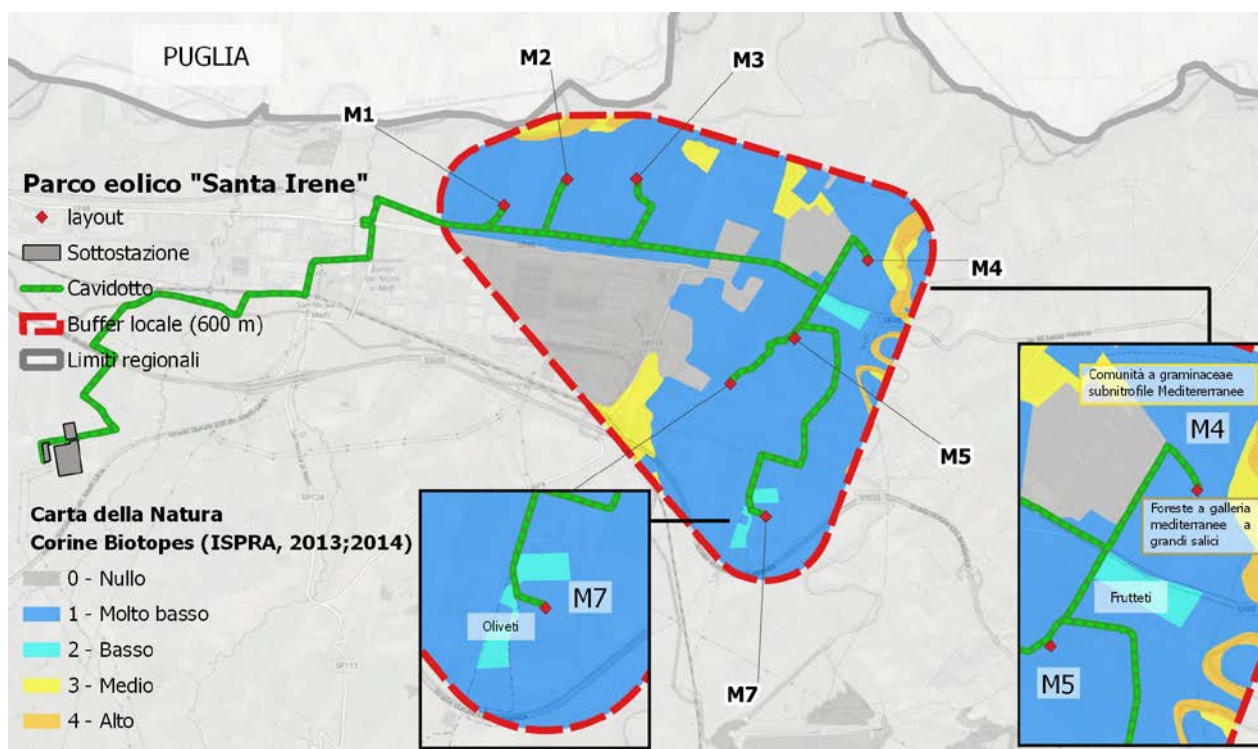 PUGLIA
M1
M2
M3
Parco eolico "Santa Irene"
layout
Sottostazione
Cavidotto
Buffer locale (600 m)
Limiti regionali
M4
M5
M7
Carta della Natura
Corine Biotopes (ISPRA, 2013;2014)
0 - Nullo
1 - Molto basso
2 - Basso
3 - Medio
4 - Alto
M7
Oliveti
Comunità a graminaceae
subnitrofile Meditererranee
M4
Foreste a galleria
mediterranee a
grandi salici
Frutteti
M5